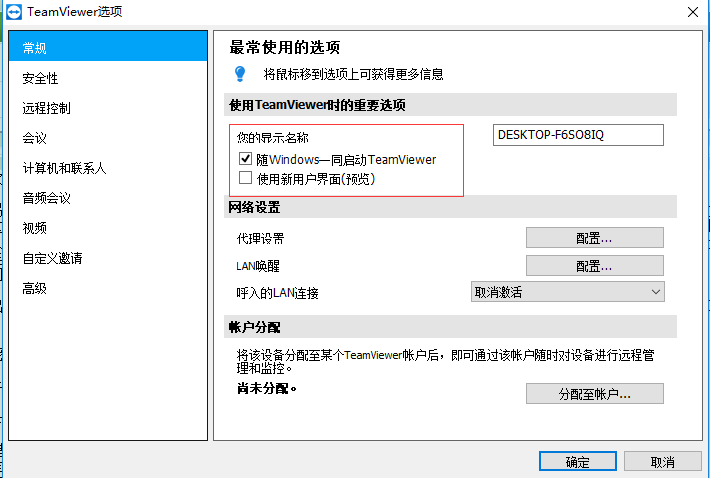 TeamViewer选项
常规
安全性
远程控制
会议
计算机和联系人
音频会议
视频
自定义邀请
高级
最常使用的选项
将鼠标移到选项上可获得更多信息
使用TeamViewer时的重要选项
您的显示名称
DESKTOP-F6SO8IQ
随Windows一同启动TeamViewer
使用新用户界面(预览)
网络设置
代理设置
配置...
LAN唤醒
配置...
呼入的LAN连接
取消激活
帐户分配
将该设备分配至某个TeamViewer帐户后，即可通过该帐户随时对设备进行远程管
理和监控。
尚未分配。
分配至帐户...
确定
取消